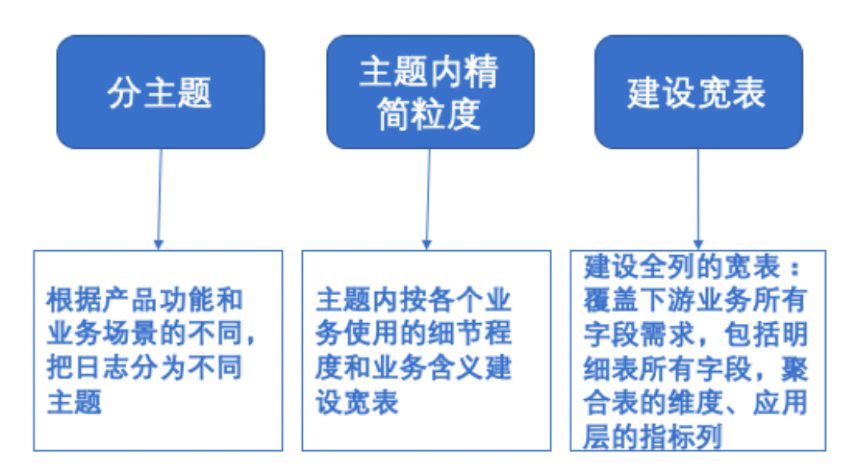 分主题
主题内精
简粒度
建设宽表
根据产品功能和
业务场景的不同，
把日志分为不同
主题
主题内按各个业
务使用的细节程
度和业务含义建
设宽表
建设全列的宽表：
覆盖下游业务所有
字段需求，包括明
细表所有字段，聚
合表的维度、应用
层的指标列